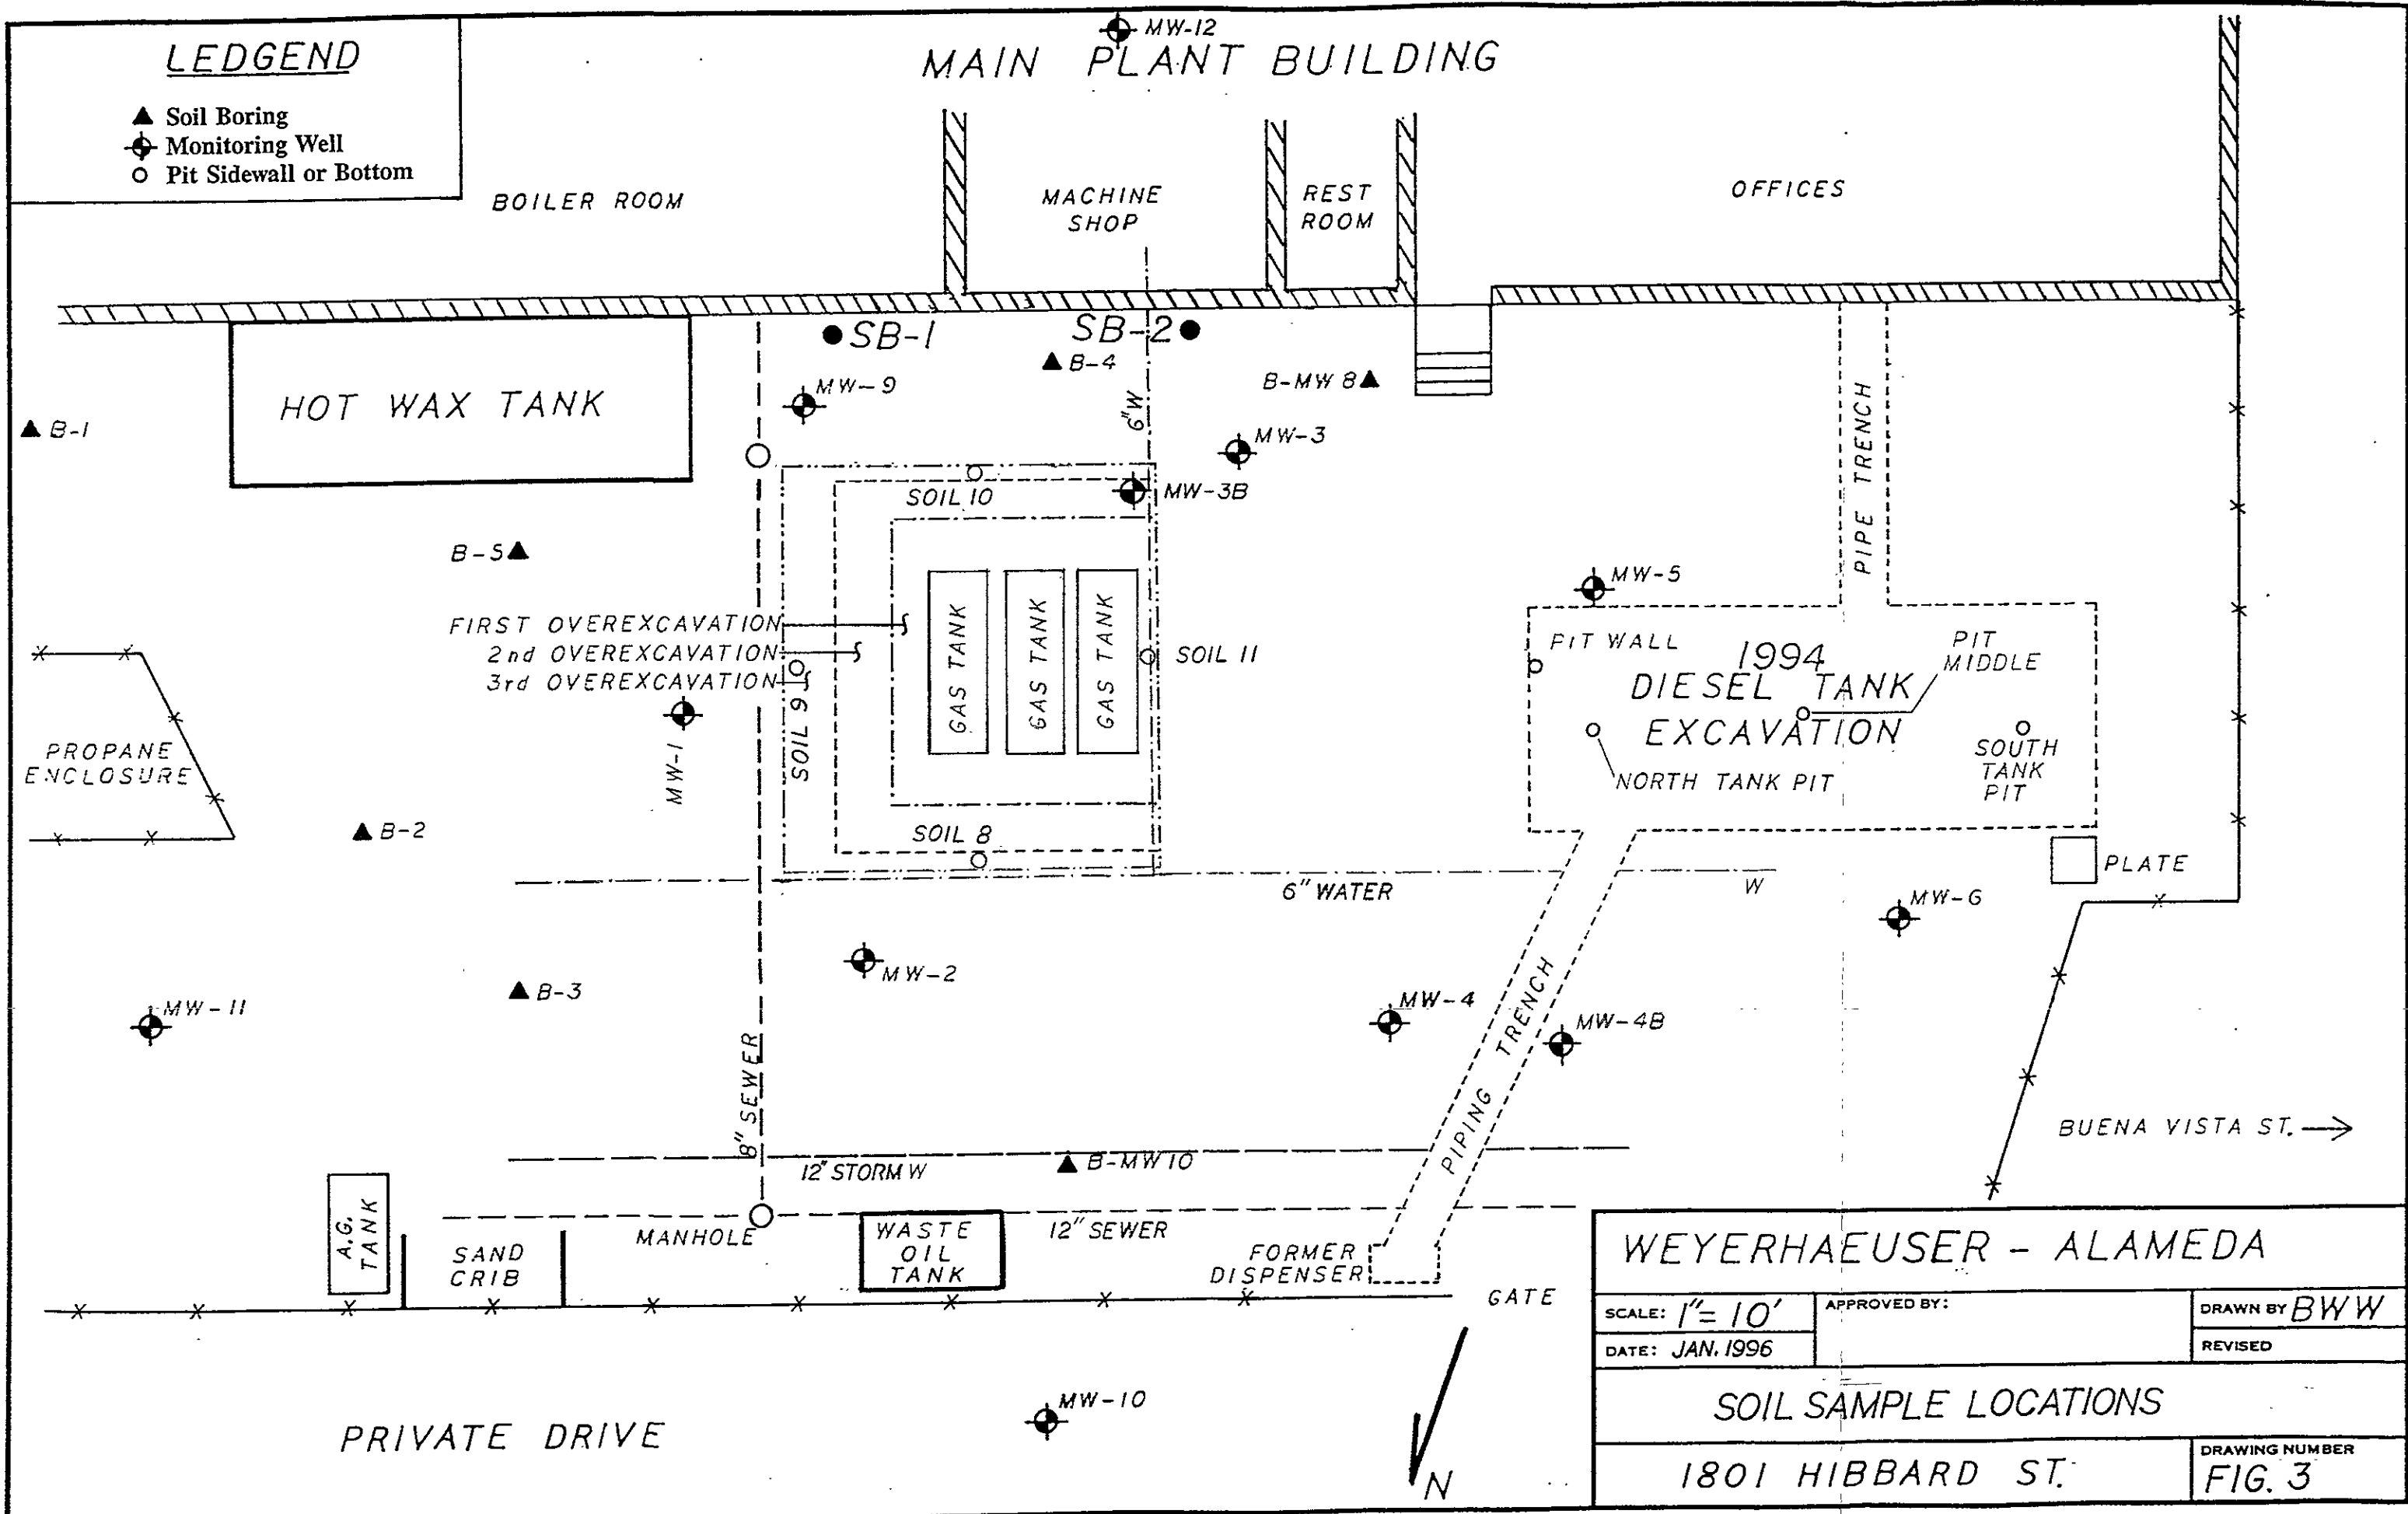 LEDGEND
Soil Boring
Monitoring Well
Pit Sidewall or Bottom
MW-12
MAIN PLANT BUILDING
BOILER ROOM
MACHINE
SHOP
REST
ROOM
OFFICES
SB-1
SB-2
B-4
B-MW 8
MW-9
HOT WAX TANK
6"W
B-1
MW-3
PIPE TRENCH
SOIL 10
MW-3B
B-5
MW-5
FIRST OVEREXCAVATION
2nd OVEREXCAVATION
3rd OVEREXCAVATION
GAS TANK
GAS TANK
GAS TANK
SOIL 11
PIT WALL
1994
DIESEL TANK
EXCAVATION
PIT
MIDDLE
MW-1
SOIL 9
PROPANE
ENCLOSURE
NORTH TANK PIT
SOUTH
TANK
PIT
B-2
SOIL 8
PLATE
6" WATER
W
MW-6
MW-2
B-3
MW-11
MW-4
MW-4B
8" SEWER
PIPING TRENCH
BUENA VISTA ST.
12" STORM W
B-MW 10
A.G.
TANK
SAND
CRIB
MANHOLE
WASTE
OIL
TANK
12" SEWER
FORMER
DISPENSER
GATE
MW-10
PRIVATE DRIVE
N
WEYERHAEUSER - ALAMEDA
SCALE: 1"= 10'
APPROVED BY:
DRAWN BY BWW
DATE: JAN. 1996
REVISED
SOIL SAMPLE LOCATIONS
1801 HIBBARD ST.
DRAWING NUMBER
FIG. 3